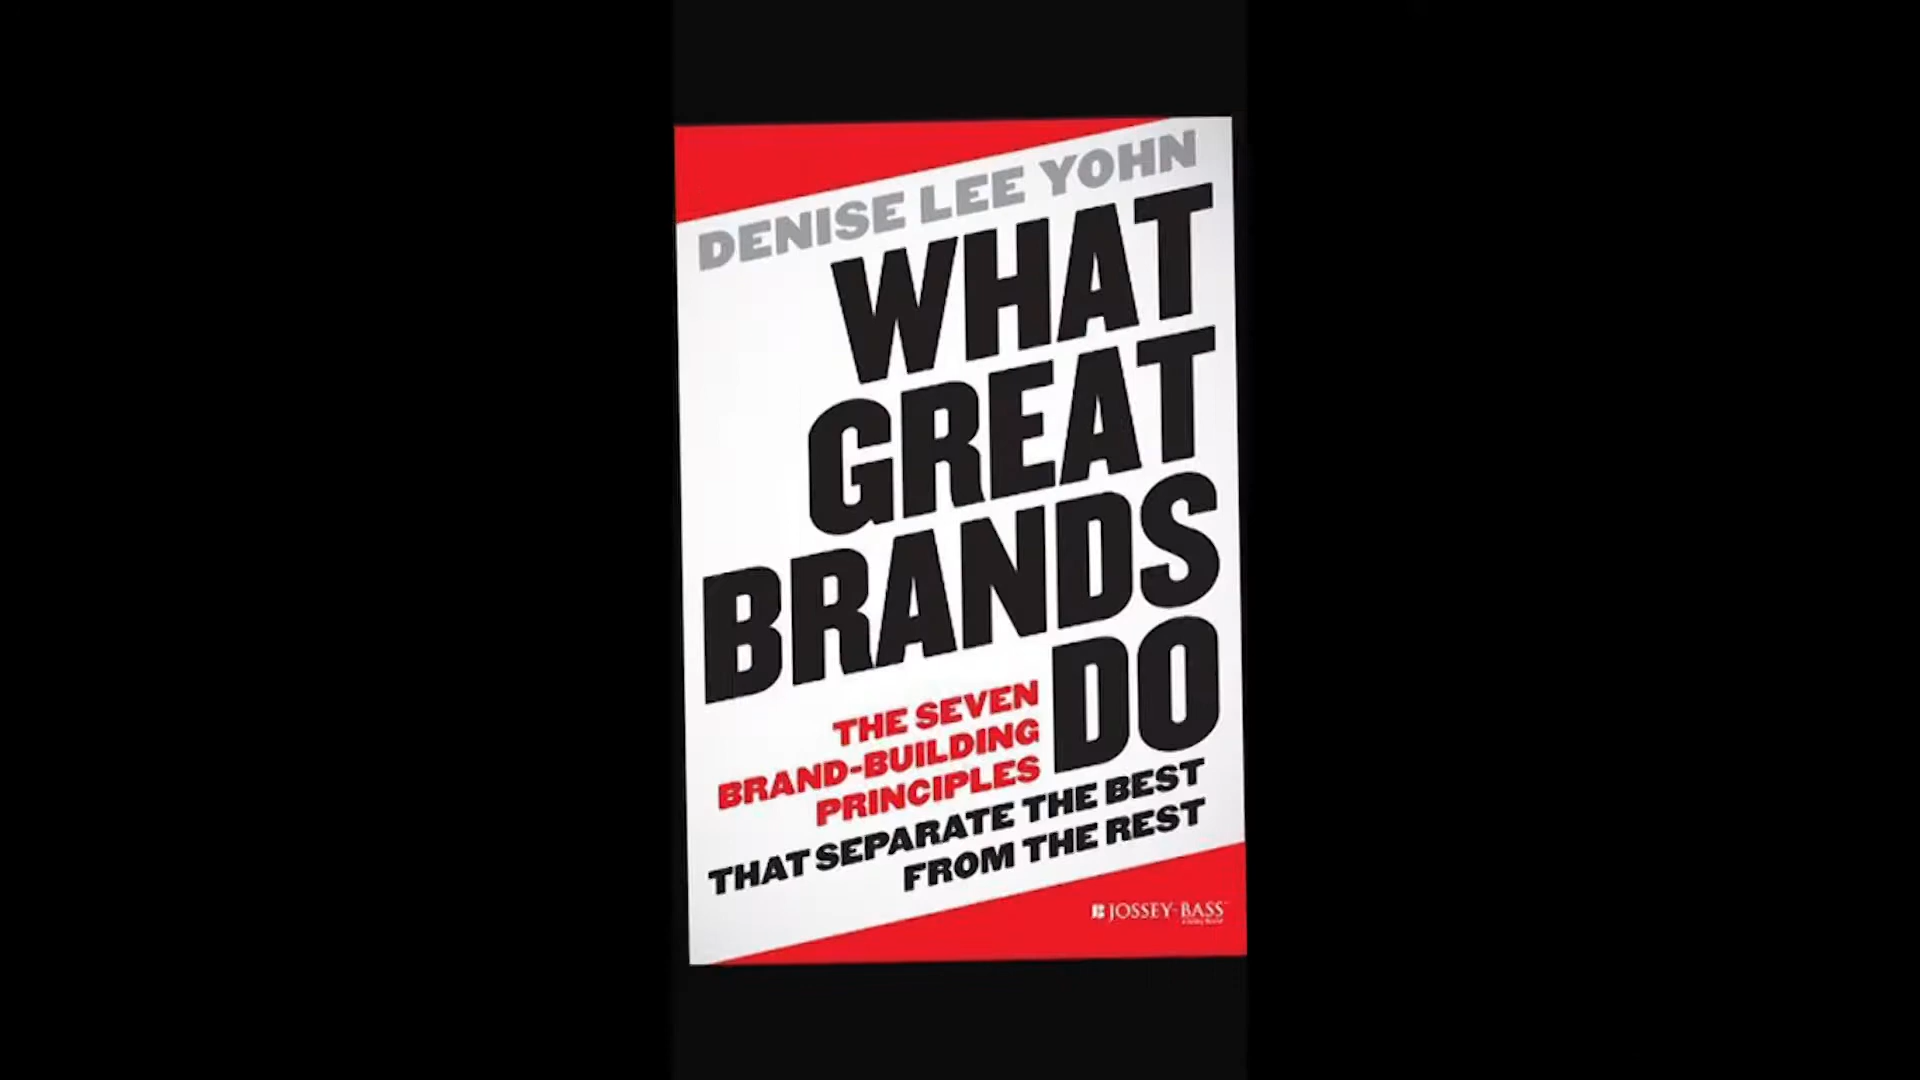 DENISE LEE YOHN
WHAT
GREAT
BRANDS
DO
THE SEVEN
BRAND-BUILDING
PRINCIPLES
THAT SEPARATE THE BEST
FROM THE REST
JOSSEY-BASS